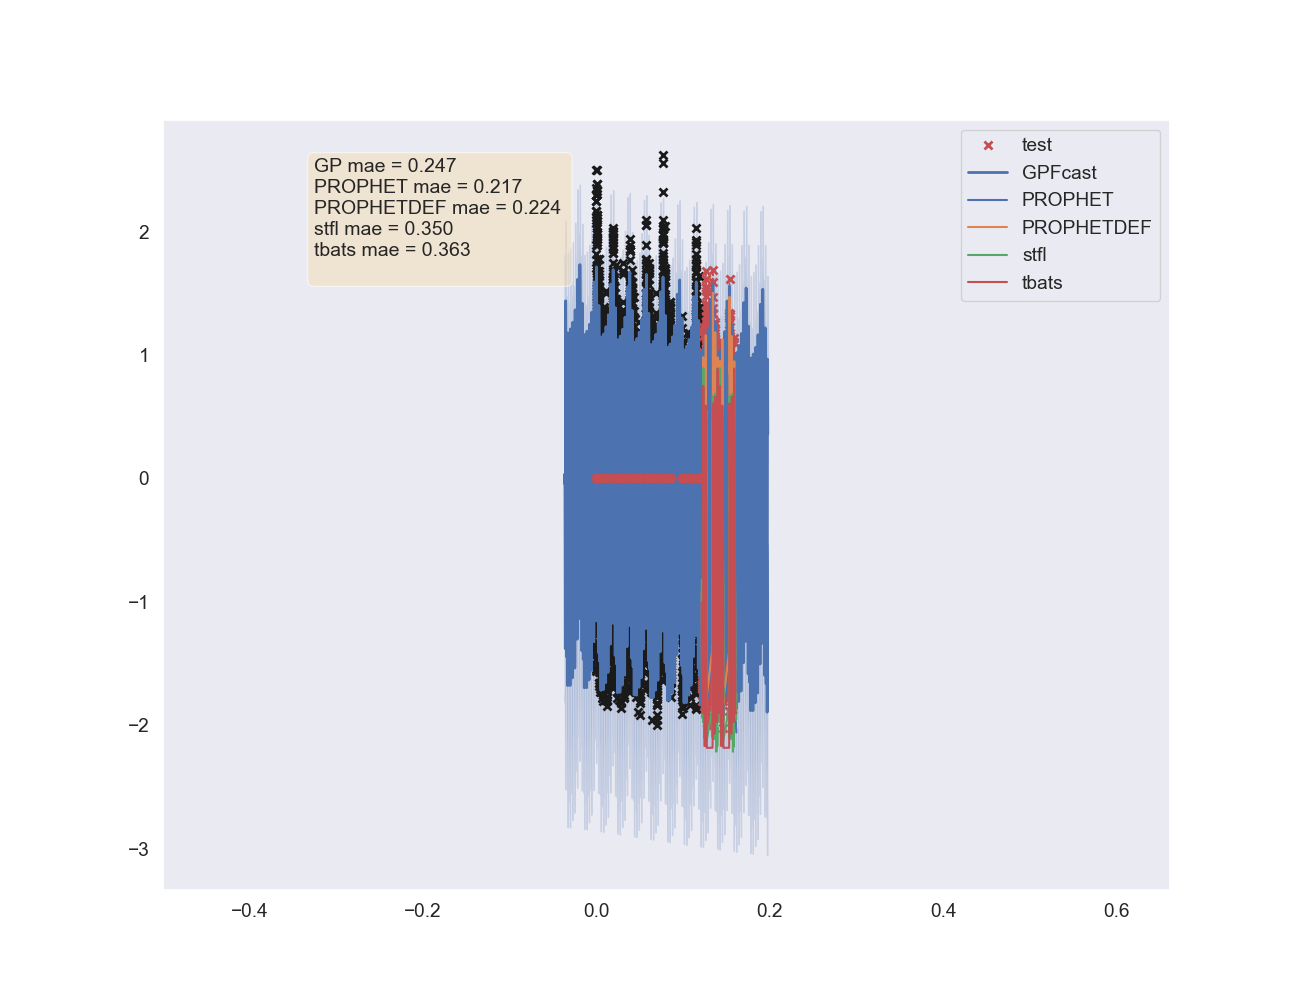 GP mae = 0.247
PROPHET mae = 0.217
PROPHETDEF mae = 0.224
stfl mae = 0.350
tbats mae = 0.363
test
GPFcast
PROPHET
PROPHETDEF
stfl
tbats
2
1
0
−1
−2
−3
−0.4 −0.2 0.0 0.2 0.4 0.6